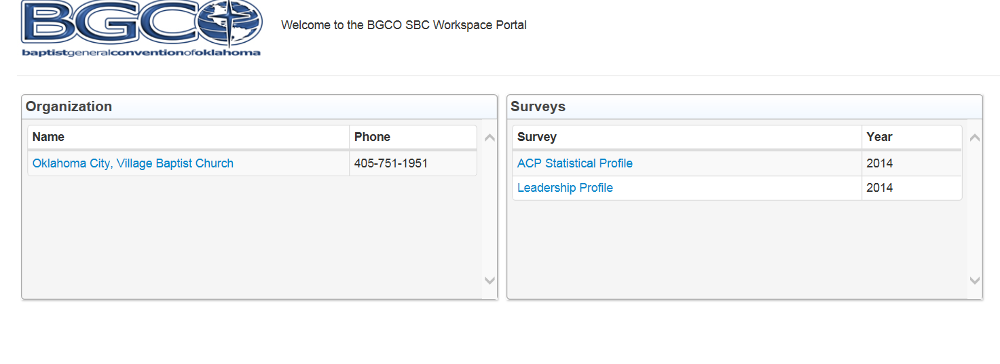 BGCO
baptistgeneralconventionofoklahoma
Welcome to the BGCO SBC Workspace Portal
Organization
Name Phone
Oklahoma City, Village Baptist Church 405-751-1951
Surveys
Survey Year
ACP Statistical Profile 2014
Leadership Profile 2014